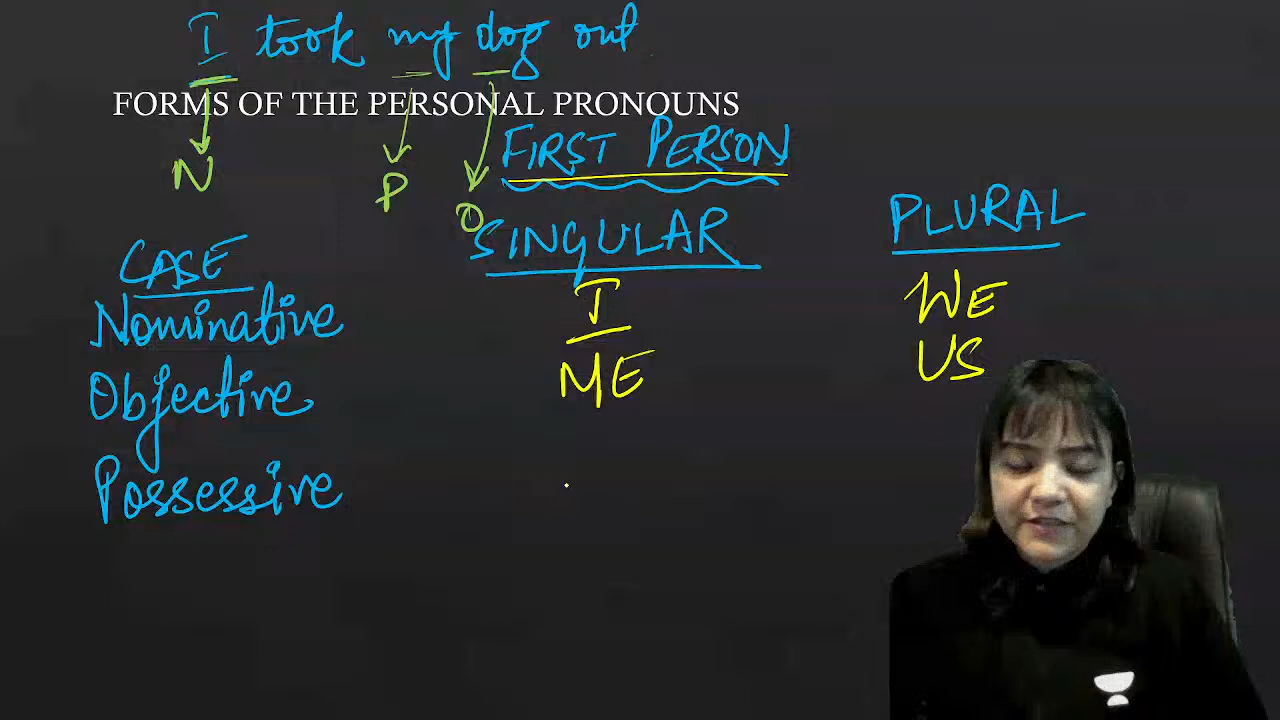 I took my dog out
FORMS OF THE PERSONAL PRONOUNS
N P O
FIRST PERSON
CASE SINGULAR PLURAL
Nominative I WE
Objective ME US
Possessive